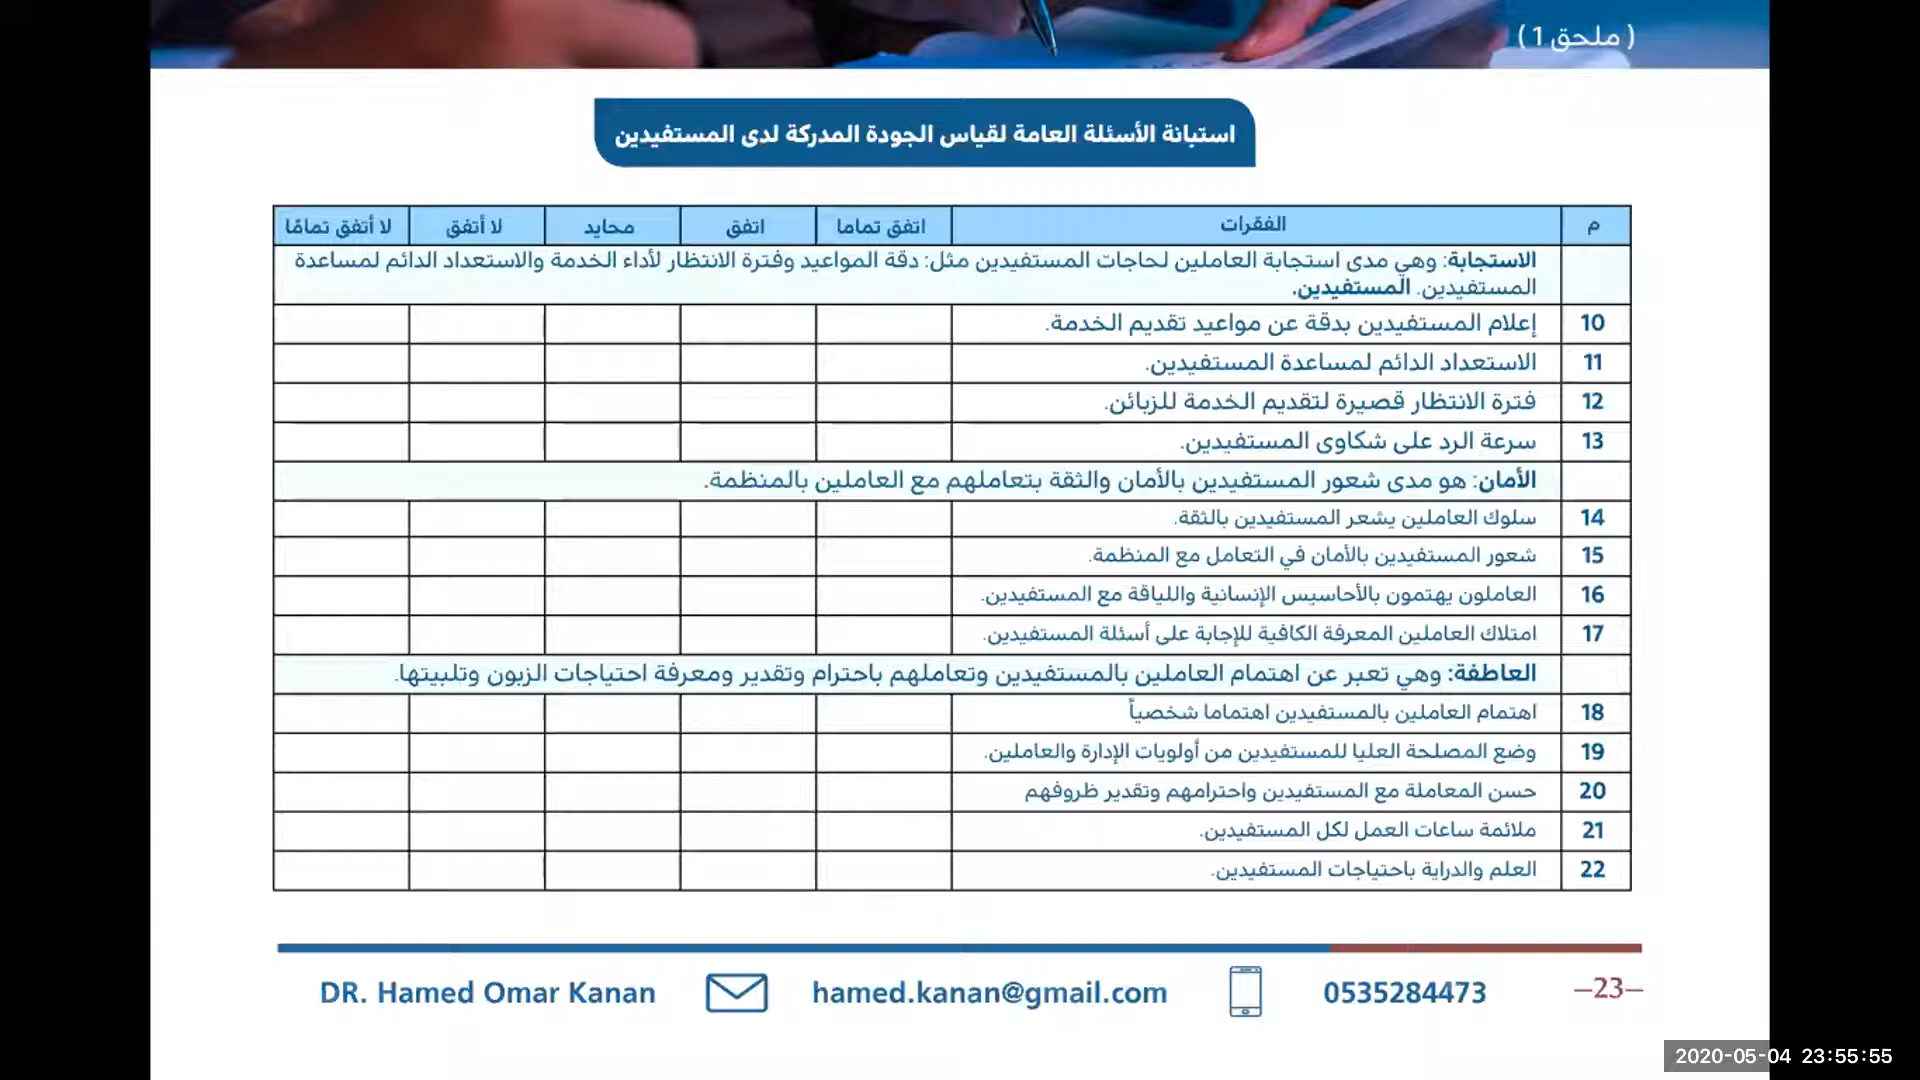 ( ملحق 1 )
استبانة الأسئلة العامة لقياس الجودة المدركة لدى المستفيدين
م الفقرات اتفق تماما اتفق محايد لا أتفق لا أتفق تمامًا
الاستجابة: وهي مدى استجابة العاملين لحاجات المستفيدين مثل: دقة المواعيد وفترة الانتظار لأداء الخدمة والاستعداد الدائم لمساعدة
المستفيدين. المستفيدين.
10 إعلام المستفيدين بدقة عن مواعيد تقديم الخدمة.
11 الاستعداد الدائم لمساعدة المستفيدين.
12 فترة الانتظار قصيرة لتقديم الخدمة للزبائن.
13 سرعة الرد على شكاوى المستفيدين.
الأمان: هو مدى شعور المستفيدين بالأمان والثقة بتعاملهم مع العاملين بالمنظمة.
14 سلوك العاملين يشعر المستفيدين بالثقة.
15 شعور المستفيدين بالأمان في التعامل مع المنظمة.
16 العاملون يهتمون بالأحاسيس الإنسانية واللياقة مع المستفيدين.
17 امتلاك العاملين المعرفة الكافية للإجابة على أسئلة المستفيدين.
العاطفة: وهي تعبر عن اهتمام العاملين بالمستفيدين وتعاملهم باحترام وتقدير ومعرفة احتياجات الزبون وتلبيتها.
18 اهتمام العاملين بالمستفيدين اهتماما شخصياً
19 وضع المصلحة العليا للمستفيدين من أولويات الإدارة والعاملين.
20 حسن المعاملة مع المستفيدين واحترامهم وتقدير ظروفهم
21 ملائمة ساعات العمل لكل المستفيدين.
22 العلم والدراية باحتياجات المستفيدين.
DR. Hamed Omar Kanan hamed.kanan@gmail.com 0535284473 –23–
2020-05-04 23:55:55